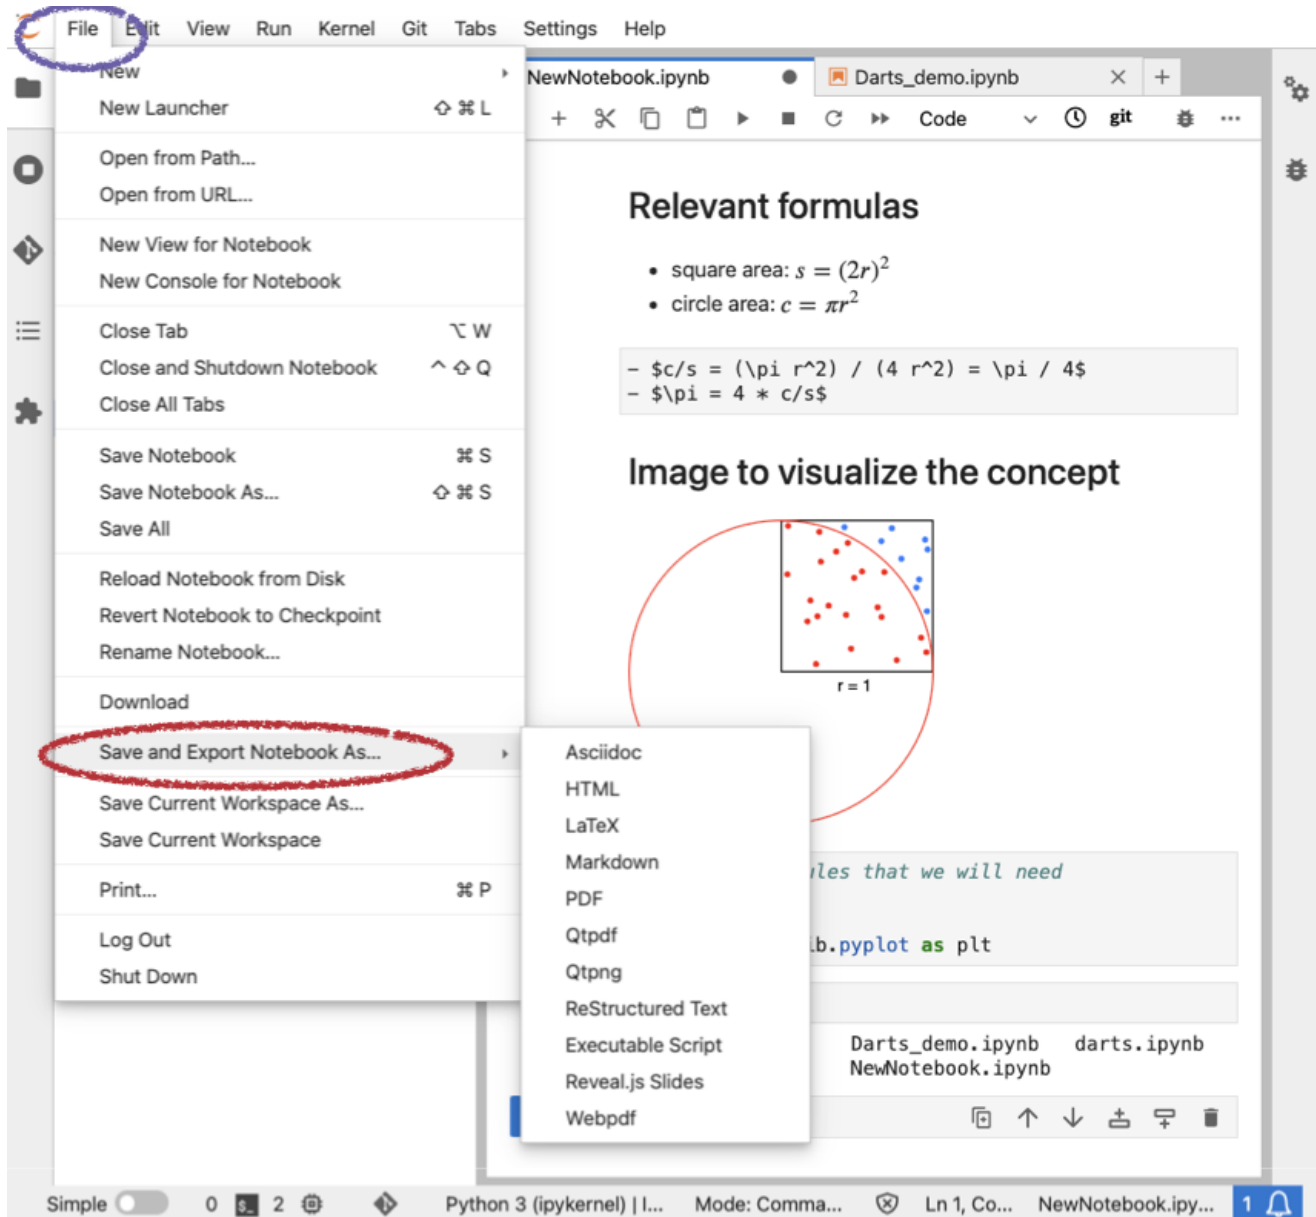 File Edit View Run Kernel Git Tabs Settings Help
New
New Launcher ⇧ ⌘ L
Open from Path...
Open from URL...
New View for Notebook
New Console for Notebook
Close Tab ⌥ W
Close and Shutdown Notebook ^ ⇧ Q
Close All Tabs
Save Notebook ⌘ S
Save Notebook As... ⇧ ⌘ S
Save All
Reload Notebook from Disk
Revert Notebook to Checkpoint
Rename Notebook...
Download
Save and Export Notebook As...
Save Current Workspace As...
Save Current Workspace
Print... ⌘ P
Log Out
Shut Down
Asciidoc
HTML
LaTeX
Markdown
PDF
Qtpdf
Qtpng
ReStructured Text
Executable Script
Reveal.js Slides
Webpdf
NewNotebook.ipynb Darts_demo.ipynb
Code git
Relevant formulas
• square area: s = (2r)²
• circle area: c = πr²
- $c/s = (\pi r^2) / (4 r^2) = \pi / 4$
- $\pi = 4 * c/s$
Image to visualize the concept
r = 1
that we will need
.pyplot as plt
Darts_demo.ipynb darts.ipynb
NewNotebook.ipynb
Simple 0 $_ 2 Python 3 (ipykernel) | I... Mode: Comma... Ln 1, Co... NewNotebook.ipy... 1